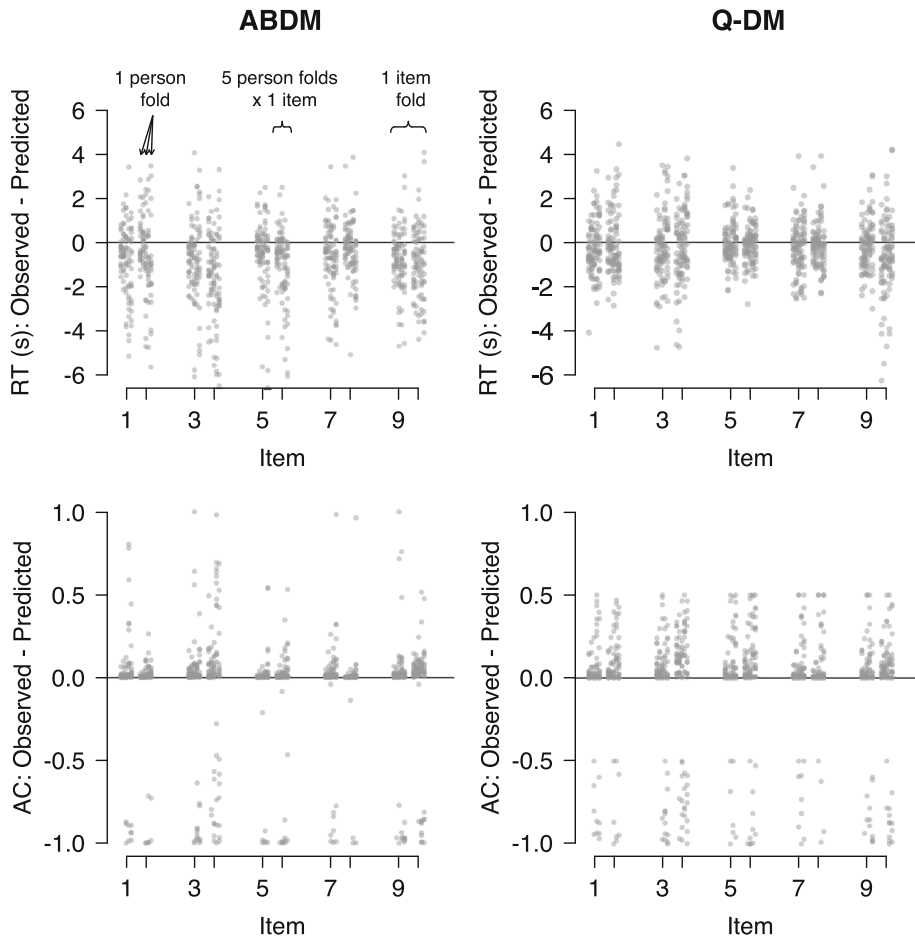 ABDM
Q-DM
1 person
fold
5 person folds
x 1 item
1 item
fold
RT (s): Observed - Predicted
6
4
2
0
-2
-4
-6
1 3 5 7 9
Item
RT (s): Observed - Predicted
6
4
2
0
-2
-4
-6
1 3 5 7 9
Item
AC: Observed - Predicted
1.0
0.5
0.0
-0.5
-1.0
1 3 5 7 9
Item
AC: Observed - Predicted
1.0
0.5
0.0
-0.5
-1.0
1 3 5 7 9
Item